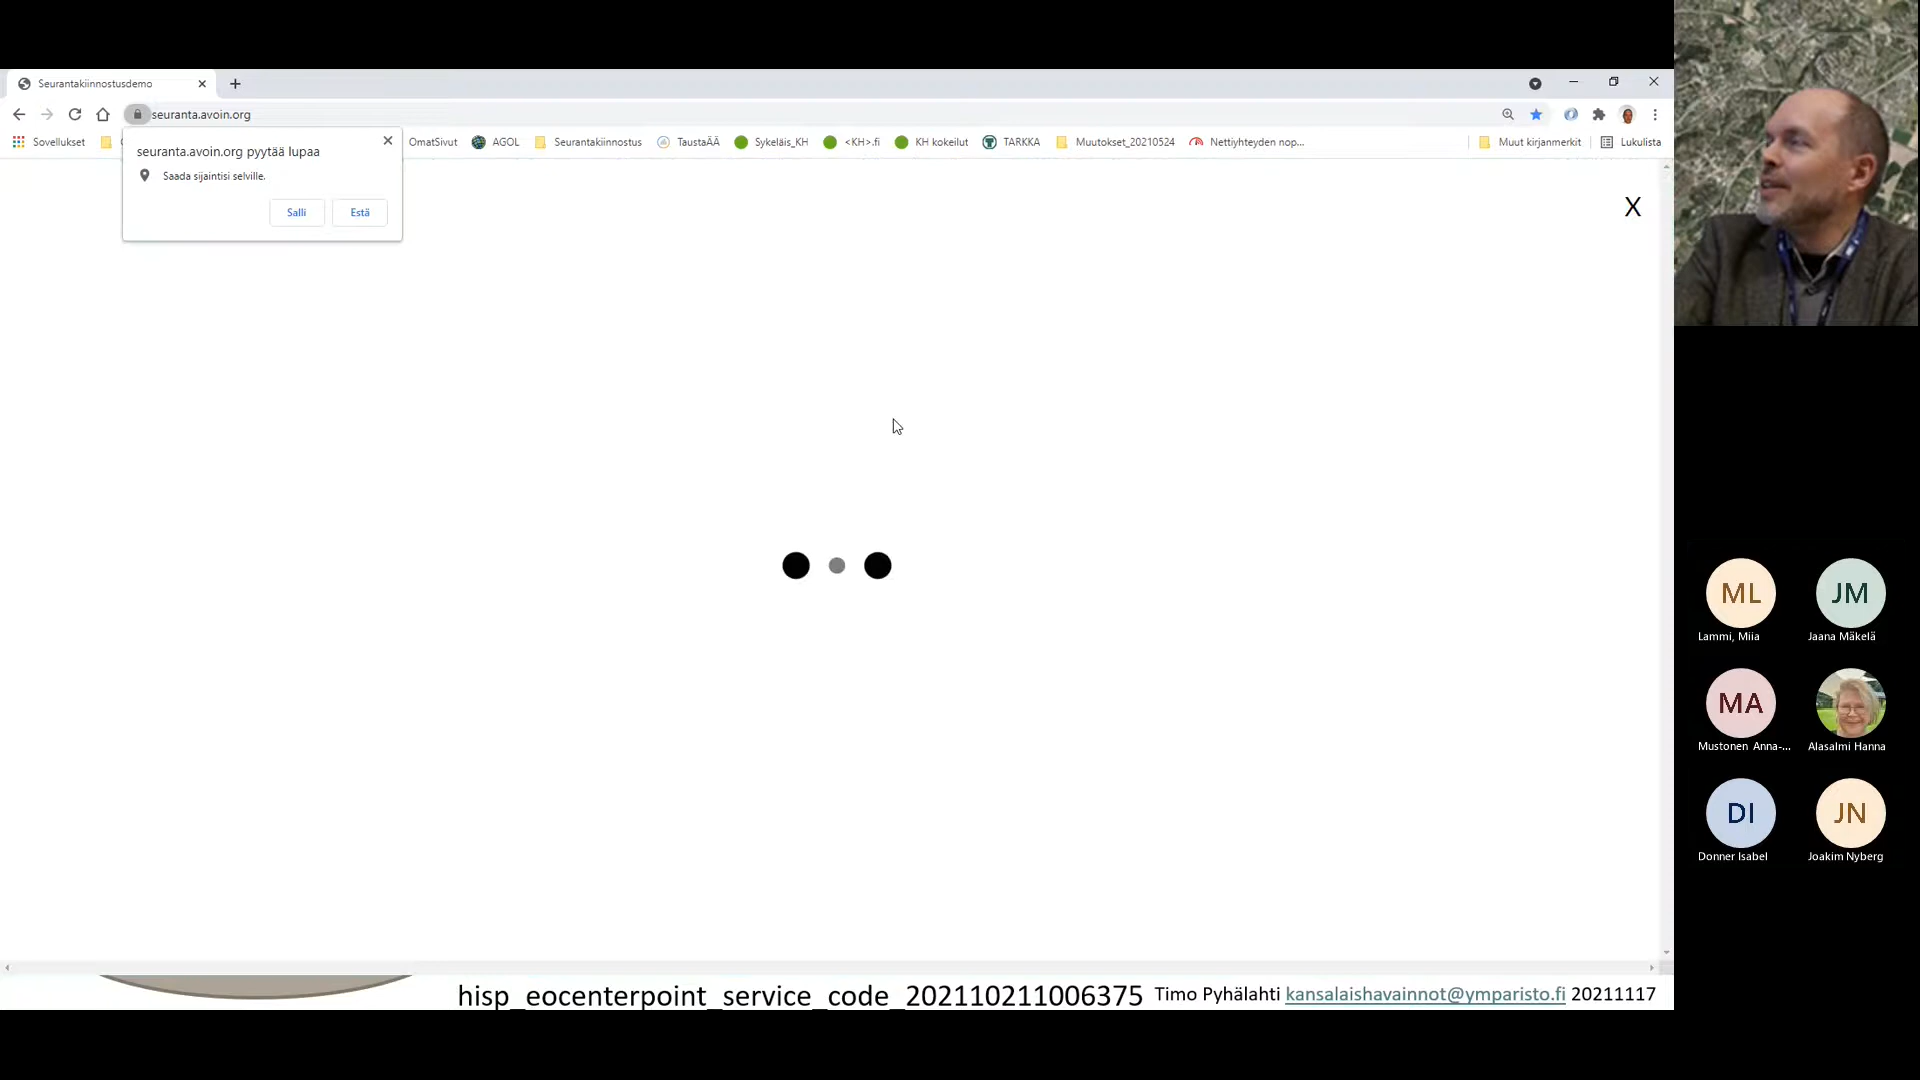 Seurantakiinnostusdemo
seuranta.avoin.org
Sovellukset
OmatSivut
AGOL
Seurantakiinnostus
TaustaÄÄ
Sykeläis_KH
<KH>.fi
KH kokeilut
TARKKA
Muutokset_20210524
Nettiyhteyden nop...
Muut kirjanmerkit
Lukulista
seuranta.avoin.org pyytää lupaa
Saada sijaintisi selville.
Salli
Estä
X
ML
JM
Lammi, Miia
Jaana Mäkelä
MA
Mustonen Anna-...
Alasalmi Hanna
DI
JN
Donner Isabel
Joakim Nyberg
hisp_eocenterpoint_service_code_202110211006375 Timo Pyhälahti kansalaishavainnot@ymparisto.fi 20211117